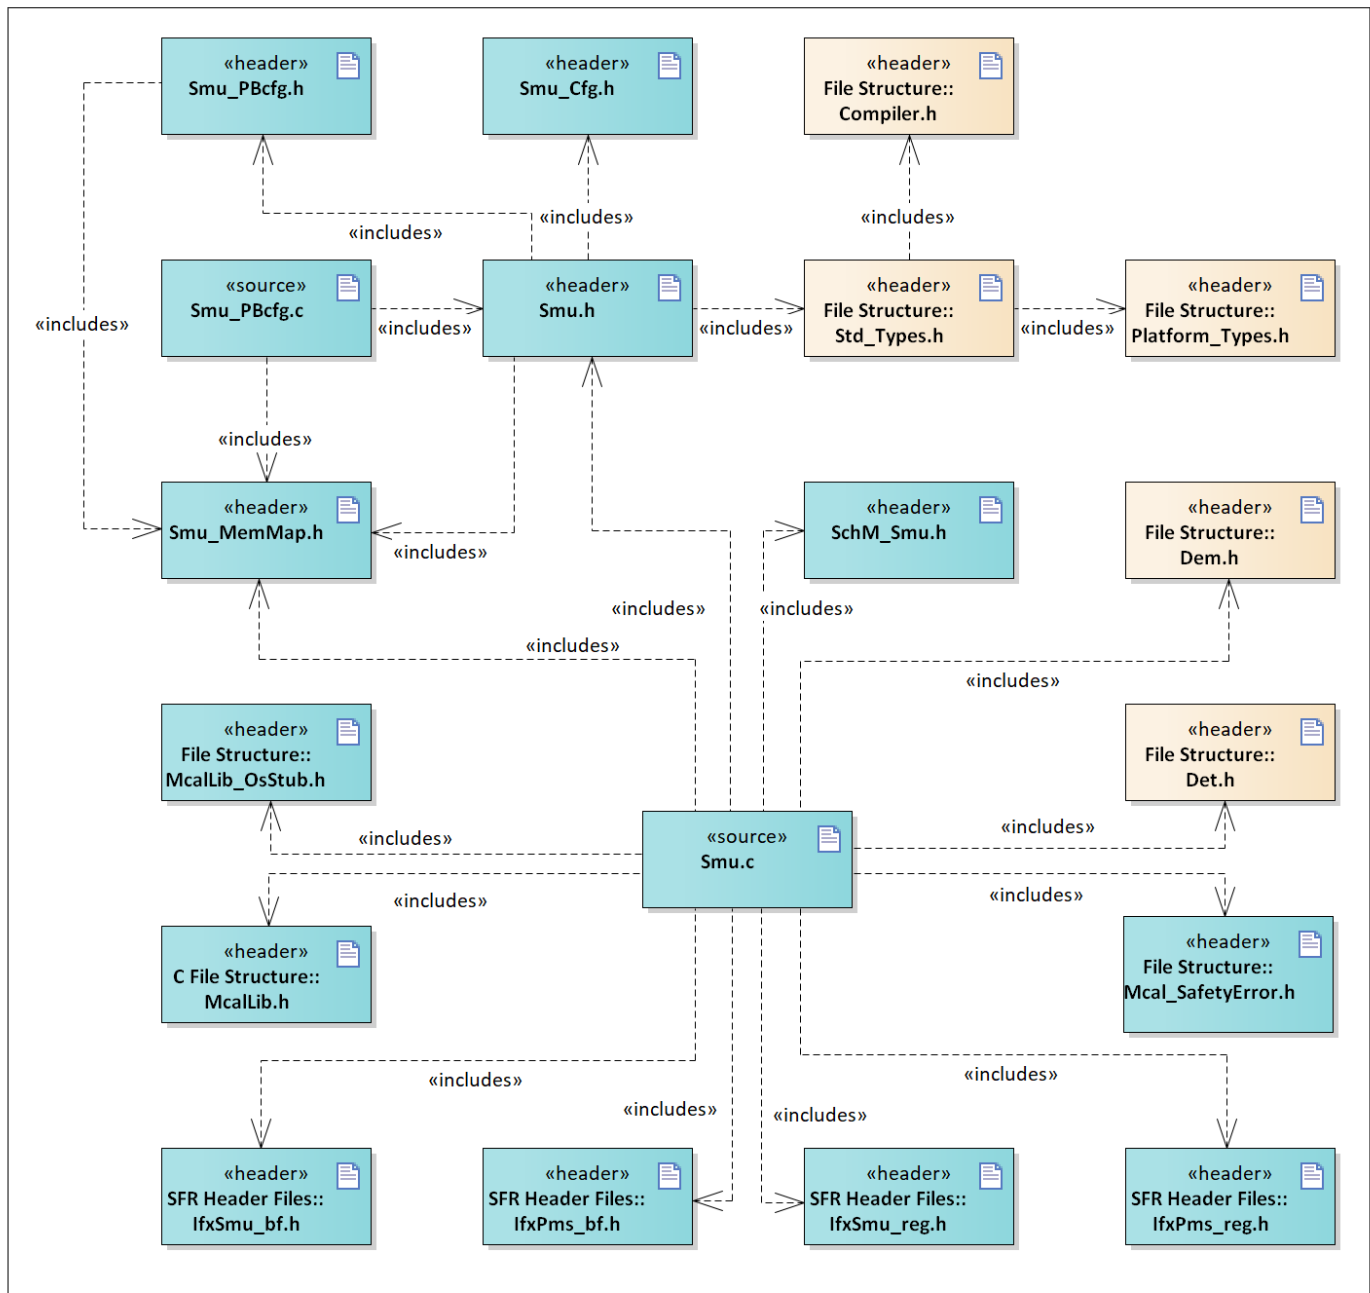 «header»
Smu_PBcfg.h
«header»
Smu_Cfg.h
«header»
File Structure::
Compiler.h
«includes»
«includes»
«includes»
«source»
Smu_PBcfg.c
«includes»
«header»
Smu.h
«includes»
«header»
File Structure::
Std_Types.h
«includes»
«header»
File Structure::
Platform_Types.h
«includes»
«includes»
«header»
Smu_MemMap.h
«includes»
«header»
SchM_Smu.h
«header»
File Structure::
Dem.h
«includes»
«includes»
«includes»
«includes»
«header»
File Structure::
McalLib_OsStub.h
«header»
File Structure::
Det.h
«includes»
«source»
Smu.c
«includes»
«includes»
«includes»
«header»
C File Structure::
McalLib.h
«header»
File Structure::
Mcal_SafetyError.h
«includes»
«includes»
«includes»
«includes»
«header»
SFR Header Files::
IfxSmu_bf.h
«header»
SFR Header Files::
IfxPms_bf.h
«header»
SFR Header Files::
IfxSmu_reg.h
«header»
SFR Header Files::
IfxPms_reg.h